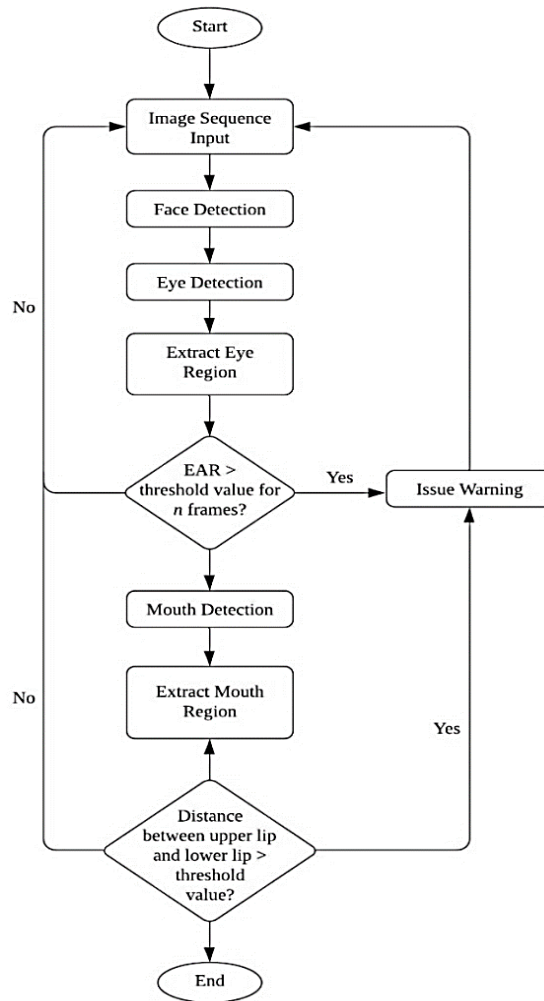 Start
Image Sequence
Input
Face Detection
Eye Detection
No
Extract Eye
Region
EAR >
threshold value for
n frames?
Yes
Issue Warning
Mouth Detection
Extract Mouth
Region
No
Yes
Distance
between upper lip
and lower lip >
threshold
value?
End